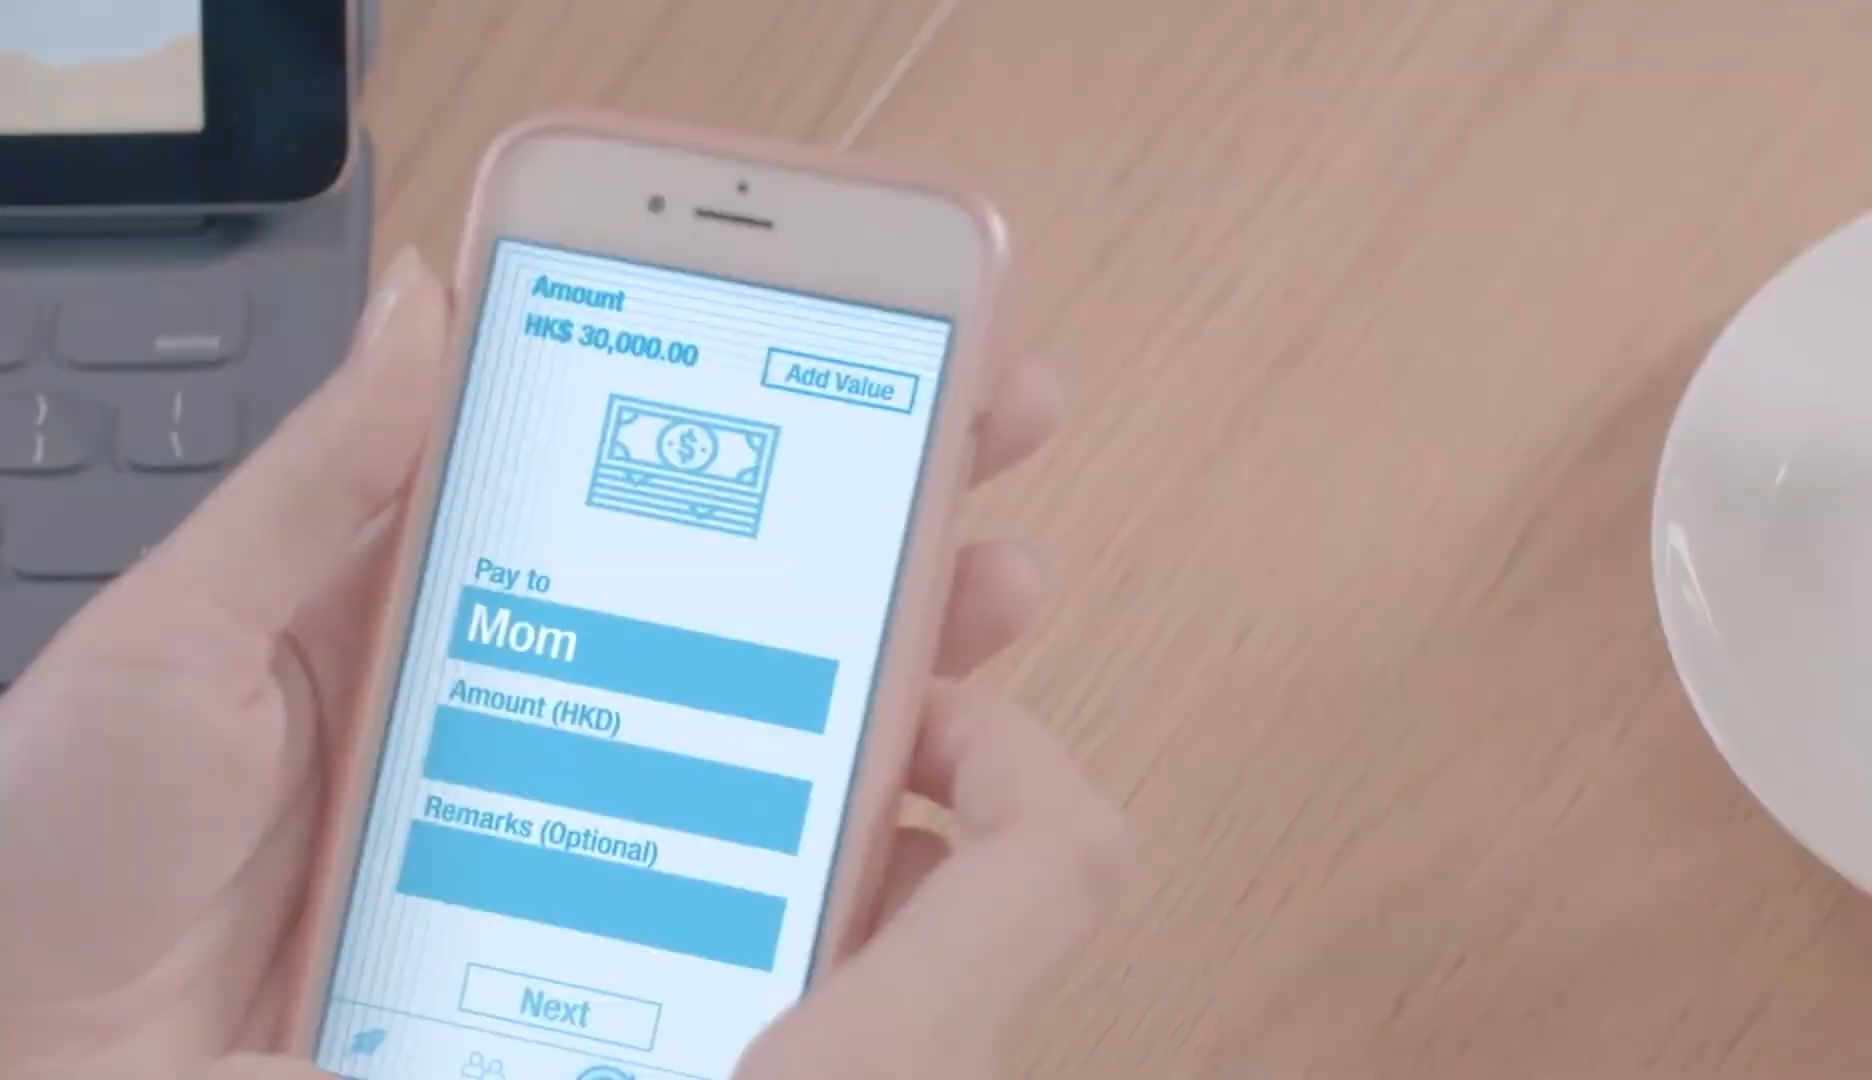 Amount
HK$ 30,000.00
Add Value
$
Pay to
Mom
Amount (HKD)
Remarks (Optional)
Next